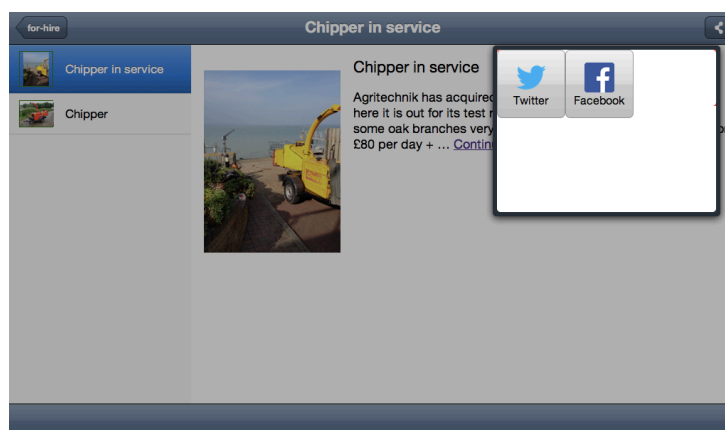 for-hire
Chipper in service
Chipper in service
Chipper
Chipper in service
Agritechnik has acquired
here it is out for its test
some oak branches very
£80 per day + … Contin
Twitter
Facebook